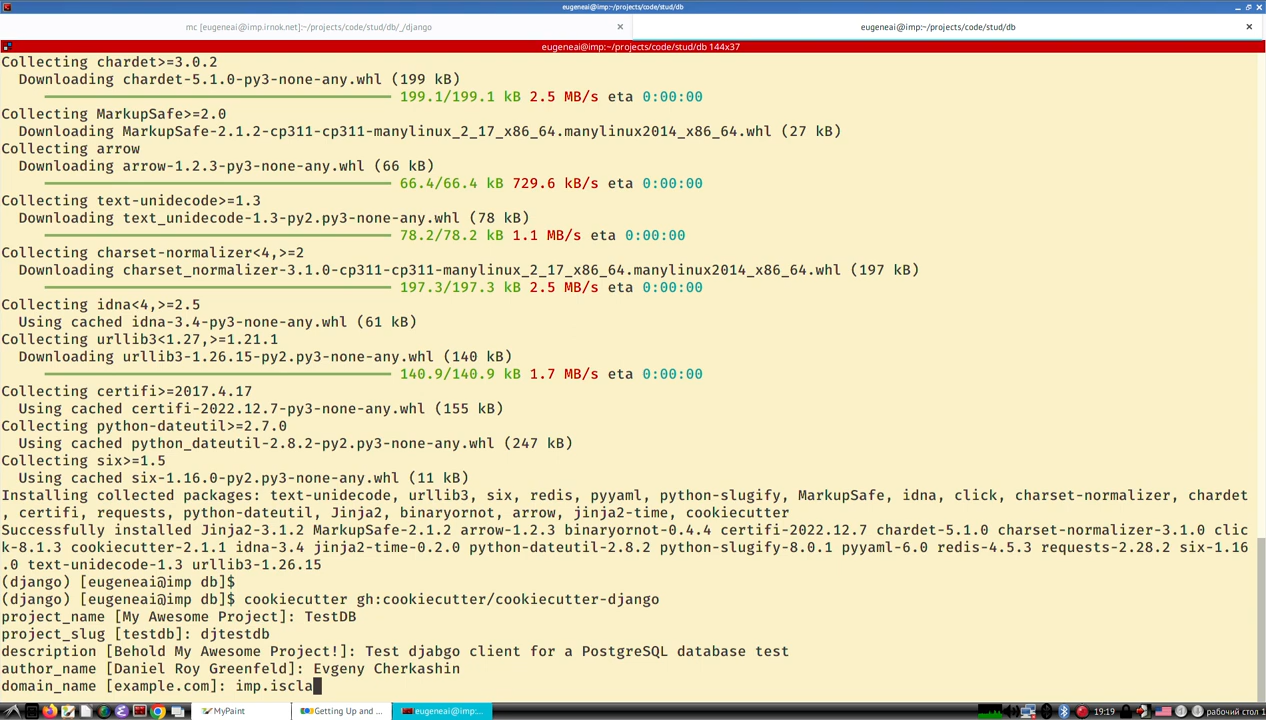 eugeneai@imp:~/projects/code/stud/db
mc [eugeneai@imp.irnok.net]:~/projects/code/stud/db/_/django
eugeneai@imp:~/projects/code/stud/db
eugeneai@imp:~/projects/code/stud/db 144x37
Collecting chardet>=3.0.2
Downloading chardet-5.1.0-py3-none-any.whl (199 kB)
199.1/199.1 kB 2.5 MB/s eta 0:00:00
Collecting MarkupSafe>=2.0
Downloading MarkupSafe-2.1.2-cp311-cp311-manylinux_2_17_x86_64.manylinux2014_x86_64.whl (27 kB)
Collecting arrow
Downloading arrow-1.2.3-py3-none-any.whl (66 kB)
66.4/66.4 kB 729.6 kB/s eta 0:00:00
Collecting text-unidecode>=1.3
Downloading text_unidecode-1.3-py2.py3-none-any.whl (78 kB)
78.2/78.2 kB 1.1 MB/s eta 0:00:00
Collecting charset-normalizer<4,>=2
Downloading charset_normalizer-3.1.0-cp311-cp311-manylinux_2_17_x86_64.manylinux2014_x86_64.whl (197 kB)
197.3/197.3 kB 2.5 MB/s eta 0:00:00
Collecting idna<4,>=2.5
Using cached idna-3.4-py3-none-any.whl (61 kB)
Collecting urllib3<1.27,>=1.21.1
Downloading urllib3-1.26.15-py2.py3-none-any.whl (140 kB)
140.9/140.9 kB 1.7 MB/s eta 0:00:00
Collecting certifi>=2017.4.17
Using cached certifi-2022.12.7-py3-none-any.whl (155 kB)
Collecting python-dateutil>=2.7.0
Using cached python_dateutil-2.8.2-py2.py3-none-any.whl (247 kB)
Collecting six>=1.5
Using cached six-1.16.0-py2.py3-none-any.whl (11 kB)
Installing collected packages: text-unidecode, urllib3, six, redis, pyyaml, python-slugify, MarkupSafe, idna, click, charset-normalizer, chardet
, certifi, requests, python-dateutil, Jinja2, binaryornot, arrow, jinja2-time, cookiecutter
Successfully installed Jinja2-3.1.2 MarkupSafe-2.1.2 arrow-1.2.3 binaryornot-0.4.4 certifi-2022.12.7 chardet-5.1.0 charset-normalizer-3.1.0 clic
k-8.1.3 cookiecutter-2.1.1 idna-3.4 jinja2-time-0.2.0 python-dateutil-2.8.2 python-slugify-8.0.1 pyyaml-6.0 redis-4.5.3 requests-2.28.2 six-1.16
.0 text-unidecode-1.3 urllib3-1.26.15
(django) [eugeneai@imp db]$
(django) [eugeneai@imp db]$ cookiecutter gh:cookiecutter/cookiecutter-django
project_name [My Awesome Project]: TestDB
project_slug [testdb]: djtestdb
description [Behold My Awesome Project!]: Test djabgo client for a PostgreSQL database test
author_name [Daniel Roy Greenfeld]: Evgeny Cherkashin
domain_name [example.com]: imp.iscla
MyPaint
Getting Up and ...
eugeneai@imp:...
19:19
рабочий стол 1